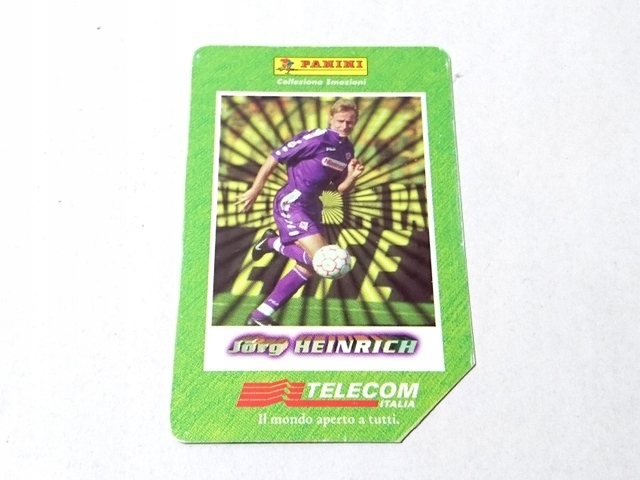 PANINI
Collezione Emozioni
Jörg HEINRICH
TELECOM
ITALIA
Il mondo aperto a tutti.